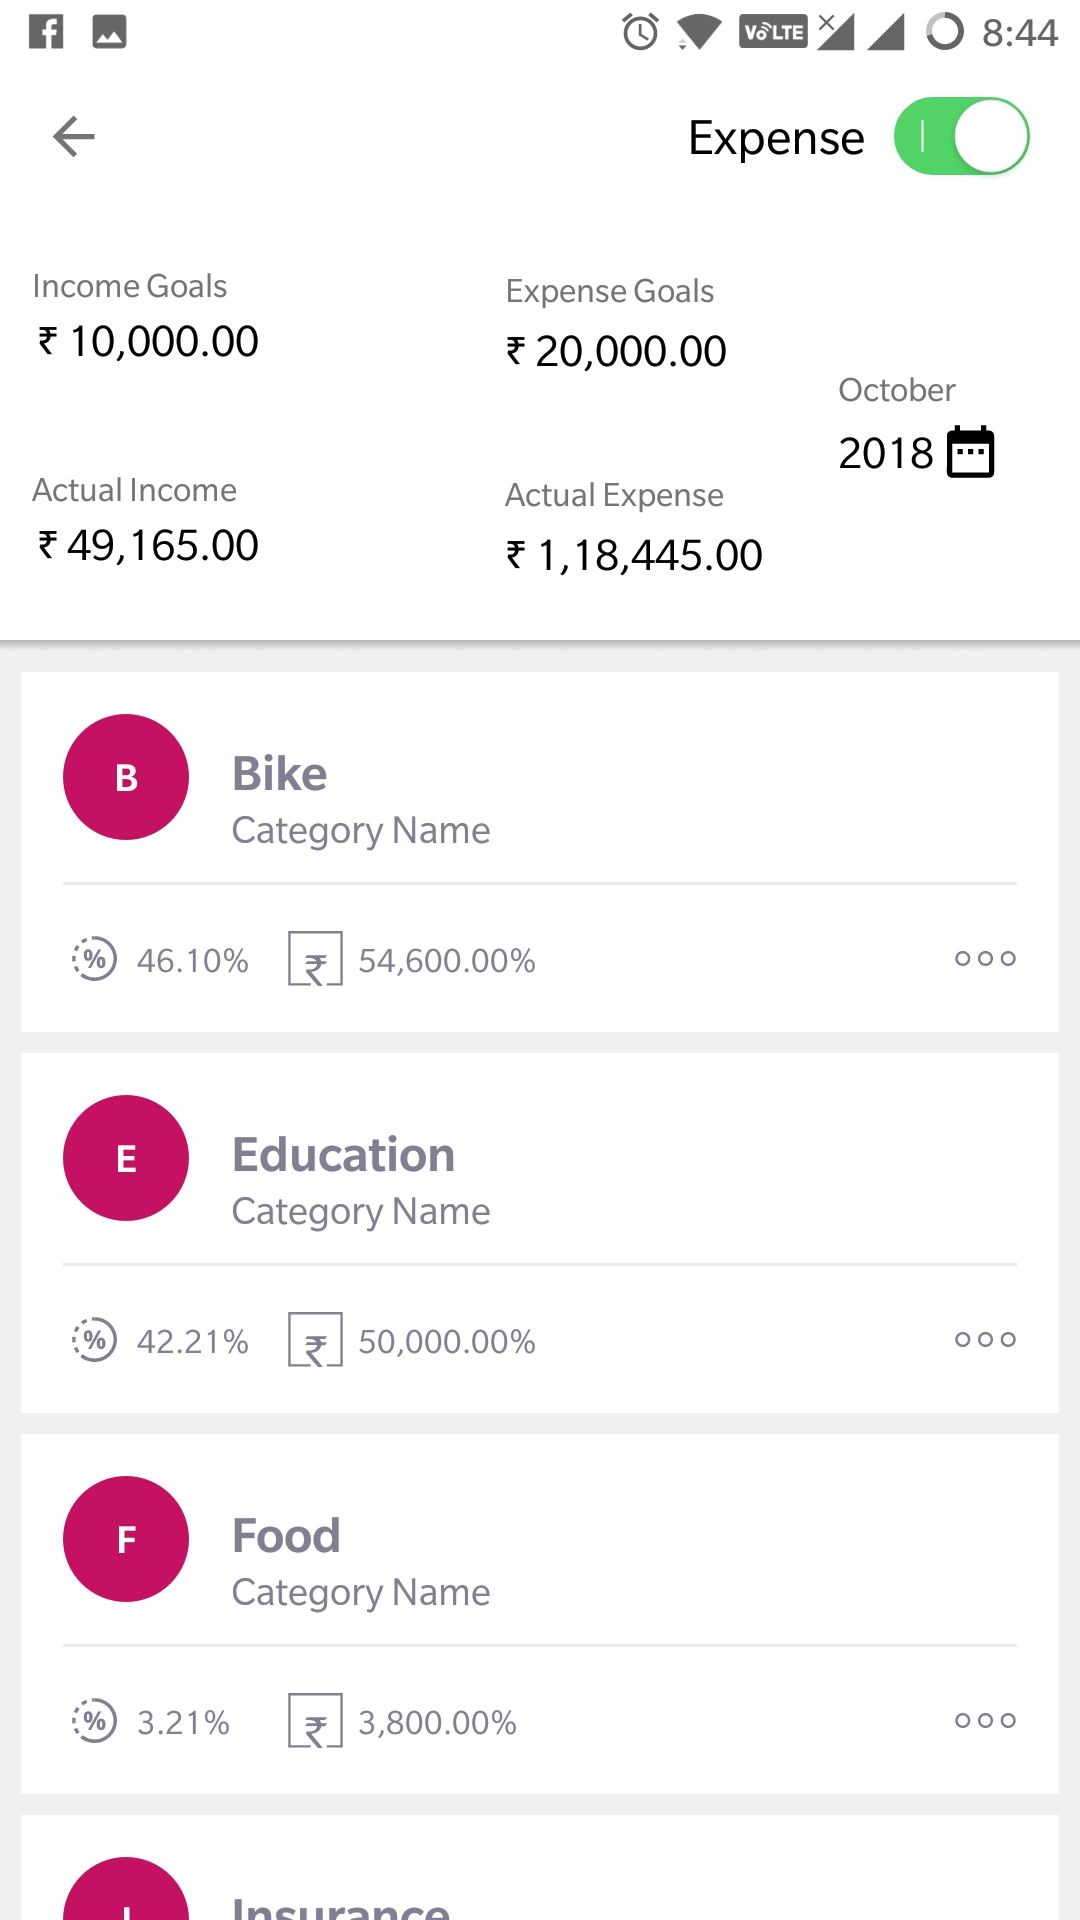 VoLTE 8:44
Expense
Income Goals
₹ 10,000.00
Expense Goals
₹ 20,000.00
October
2018
Actual Income
₹ 49,165.00
Actual Expense
₹ 1,18,445.00
B
Bike
Category Name
% 46.10% ₹ 54,600.00%
E
Education
Category Name
% 42.21% ₹ 50,000.00%
F
Food
Category Name
% 3.21% ₹ 3,800.00%
I
Insurance